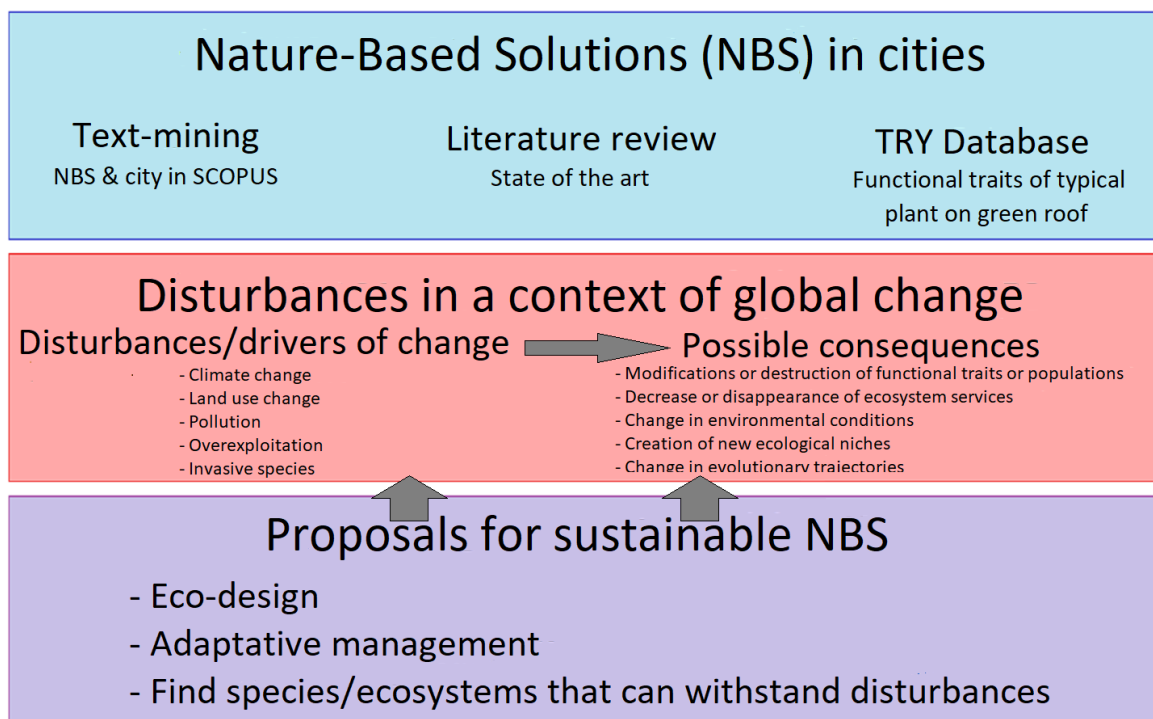 Nature-Based Solutions (NBS) in cities
Text-mining
NBS & city in SCOPUS
Literature review
State of the art
TRY Database
Functional traits of typical
plant on green roof
Disturbances in a context of global change
Disturbances/drivers of change
- Climate change
- Land use change
- Pollution
- Overexploitation
- Invasive species
Possible consequences
- Modifications or destruction of functional traits or populations
- Decrease or disappearance of ecosystem services
- Change in environmental conditions
- Creation of new ecological niches
- Change in evolutionary trajectories
Proposals for sustainable NBS
- Eco-design
- Adaptative management
- Find species/ecosystems that can withstand disturbances